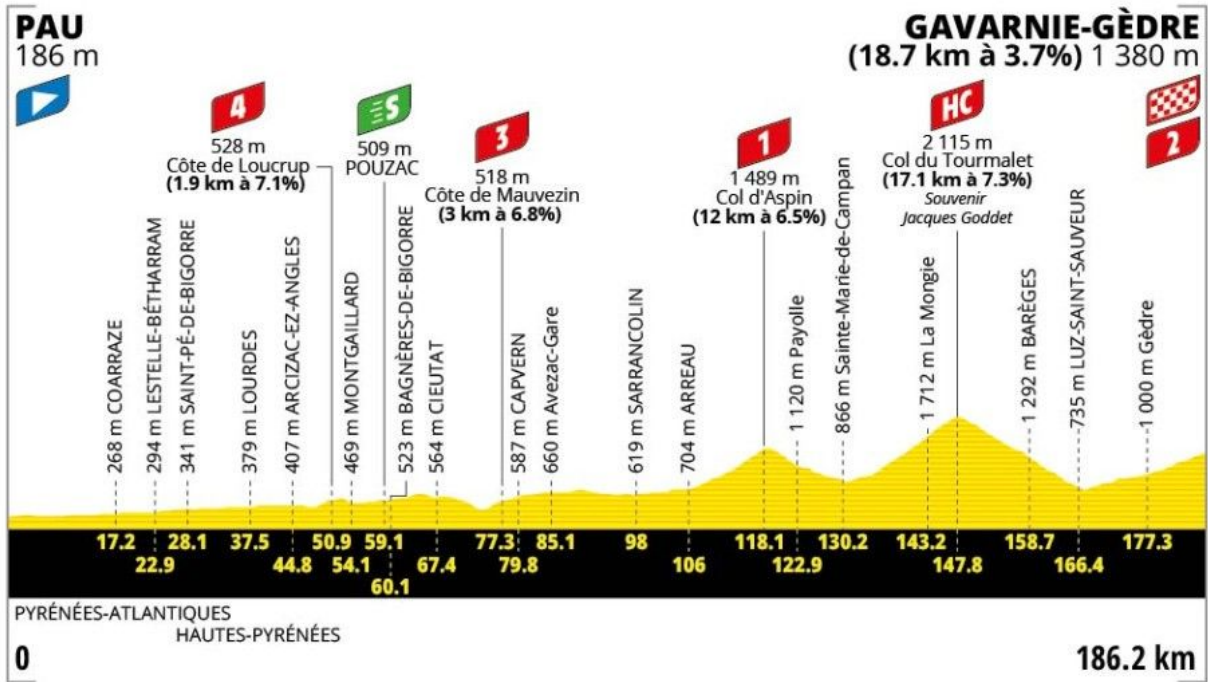 PAU
186 m
GAVARNIE-GÈDRE
(18.7 km à 3.7%) 1 380 m
4
528 m
Côte de Loucrup
(1.9 km à 7.1%)
S
509 m
POUZAC
3
518 m
Côte de Mauvezin
(3 km à 6.8%)
1
1 489 m
Col d'Aspin
(12 km à 6.5%)
HC
2 115 m
Col du Tourmalet
(17.1 km à 7.3%)
Souvenir
Jacques Goddet
2
268 m COARRAZE
294 m LESTELLE-BÉTHARRAM
341 m SAINT-PÉ-DE-BIGORRE
379 m LOURDES
407 m ARCIZAC-EZ-ANGLES
469 m MONTGAILLARD
523 m BAGNÈRES-DE-BIGORRE
564 m CIEUTAT
587 m CAPVERN
660 m Avezac-Gare
619 m SARRANCOLIN
704 m ARREAU
1 120 m Payolle
866 m Sainte-Marie-de-Campan
1 712 m La Mongie
1 292 m BARÈGES
735 m LUZ-SAINT-SAUVEUR
1 000 m Gèdre
17.2 28.1 37.5 50.9 59.1 77.3 85.1 98 118.1 130.2 143.2 158.7 177.3
22.9 44.8 54.1 67.4 79.8 106 122.9 147.8 166.4
60.1
PYRÉNÉES-ATLANTIQUES
HAUTES-PYRÉNÉES
0
186.2 km